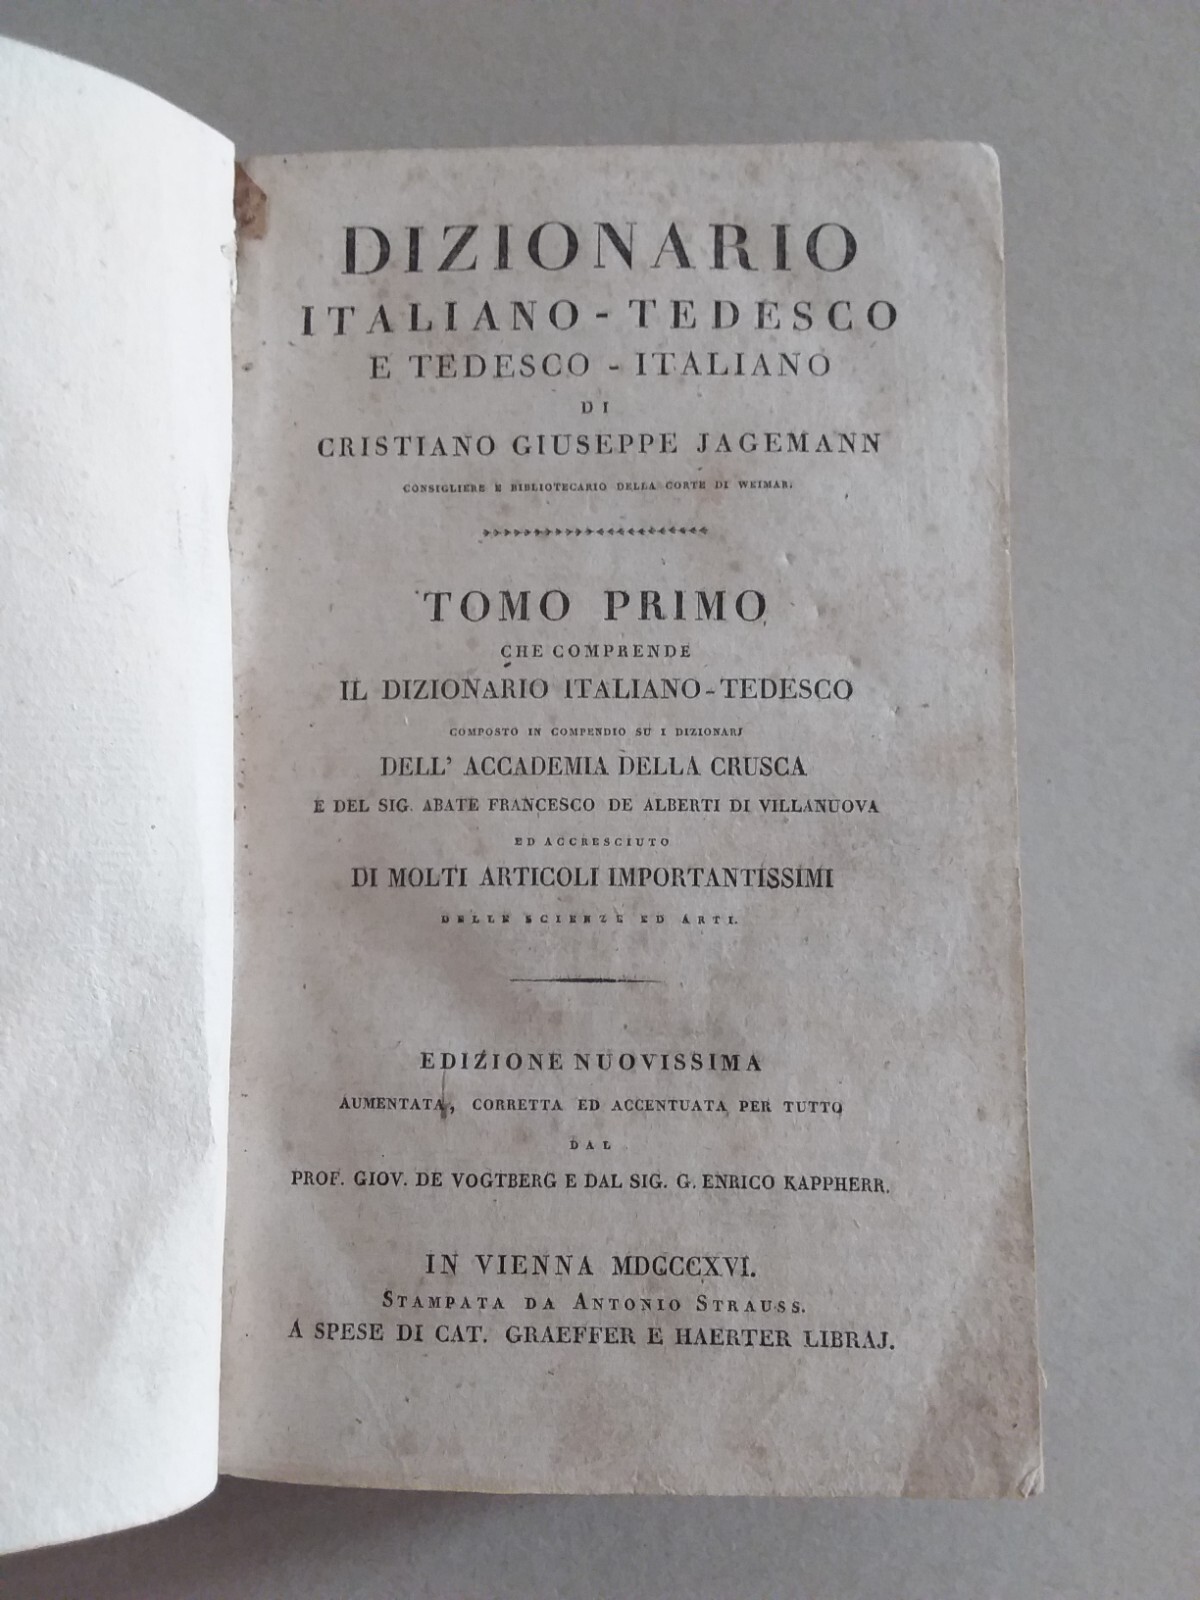 DIZIONARIO
ITALIANO - TEDESCO
E TEDESCO - ITALIANO
DI
CRISTIANO GIUSEPPE JAGEMANN
CONSIGLIERE E BIBLIOTECARIO DELLA CORTE DI WEIMAR.
TOMO PRIMO
CHE COMPRENDE
IL DIZIONARIO ITALIANO-TEDESCO
COMPOSTO IN COMPENDIO SU I DIZIONARJ
DELL' ACCADEMIA DELLA CRUSCA
E DEL SIG. ABATE FRANCESCO DE ALBERTI DI VILLANUOVA
ED ACCRESCIUTO
DI MOLTI ARTICOLI IMPORTANTISSIMI
DELLE SCIENZE ED ARTI.
EDIZIONE NUOVISSIMA
AUMENTATA, CORRETTA ED ACCENTUATA PER TUTTO
DAL
PROF. GIOV. DE VOGTBERG E DAL SIG. G. ENRICO KAPPHERR.
IN VIENNA MDCCCXVI.
STAMPATA DA ANTONIO STRAUSS.
A SPESE DI CAT. GRAEFFER E HAERTER LIBRAJ.